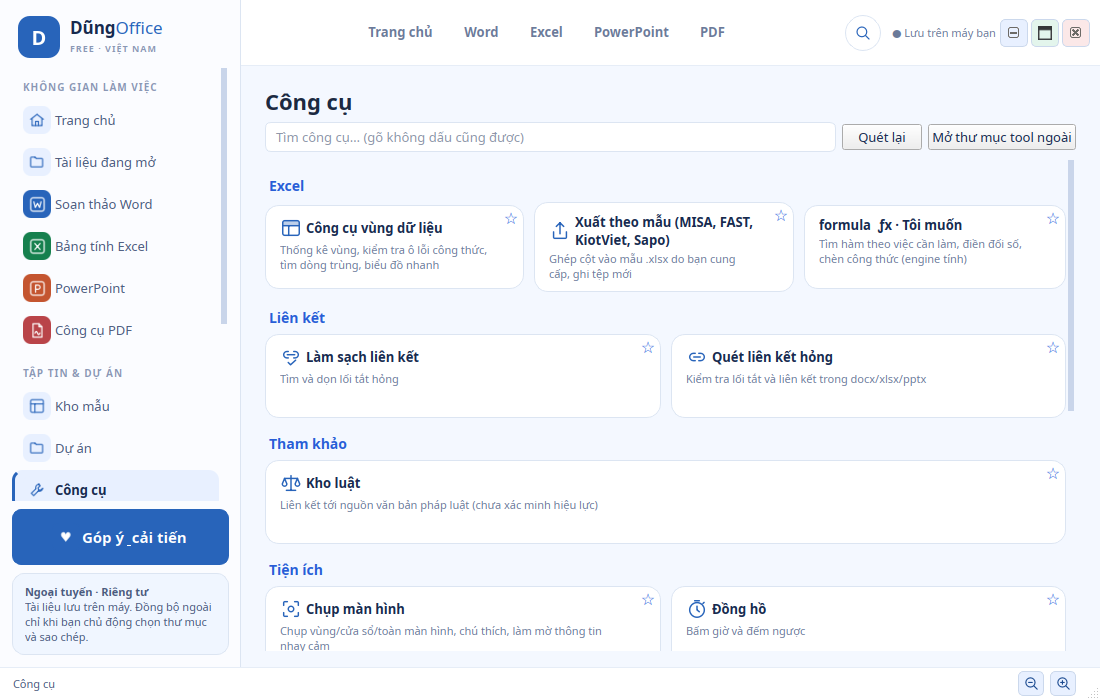 D
DũngOffice
FREE · VIỆT NAM
Trang chủ
Word
Excel
PowerPoint
PDF
Lưu trên máy bạn
KHÔNG GIAN LÀM VIỆC
Trang chủ
Tài liệu đang mở
Soạn thảo Word
Bảng tính Excel
PowerPoint
Công cụ PDF
TẬP TIN & DỰ ÁN
Kho mẫu
Dự án
Công cụ
♥ Góp ý _cải tiến
Ngoại tuyến · Riêng tư
Tài liệu lưu trên máy. Đồng bộ ngoài
chỉ khi bạn chủ động chọn thư mục
và sao chép.
Công cụ
Tìm công cụ... (gõ không dấu cũng được)
Quét lại
Mở thư mục tool ngoài
Excel
Công cụ vùng dữ liệu
Thống kê vùng, kiểm tra ô lỗi công thức,
tìm dòng trùng, biểu đồ nhanh
Xuất theo mẫu (MISA, FAST,
KiotViet, Sapo)
Ghép cột vào mẫu .xlsx do bạn cung
cấp, ghi tệp mới
formula ƒx · Tôi muốn
Tìm hàm theo việc cần làm, điền đối số,
chèn công thức (engine tính)
Liên kết
Làm sạch liên kết
Tìm và dọn lối tắt hỏng
Quét liên kết hỏng
Kiểm tra lối tắt và liên kết trong docx/xlsx/pptx
Tham khảo
Kho luật
Liên kết tới nguồn văn bản pháp luật (chưa xác minh hiệu lực)
Tiện ích
Chụp màn hình
Chụp vùng/cửa sổ/toàn màn hình, chú thích, làm mờ thông tin
nhạy cảm
Đồng hồ
Bấm giờ và đếm ngược
Công cụ